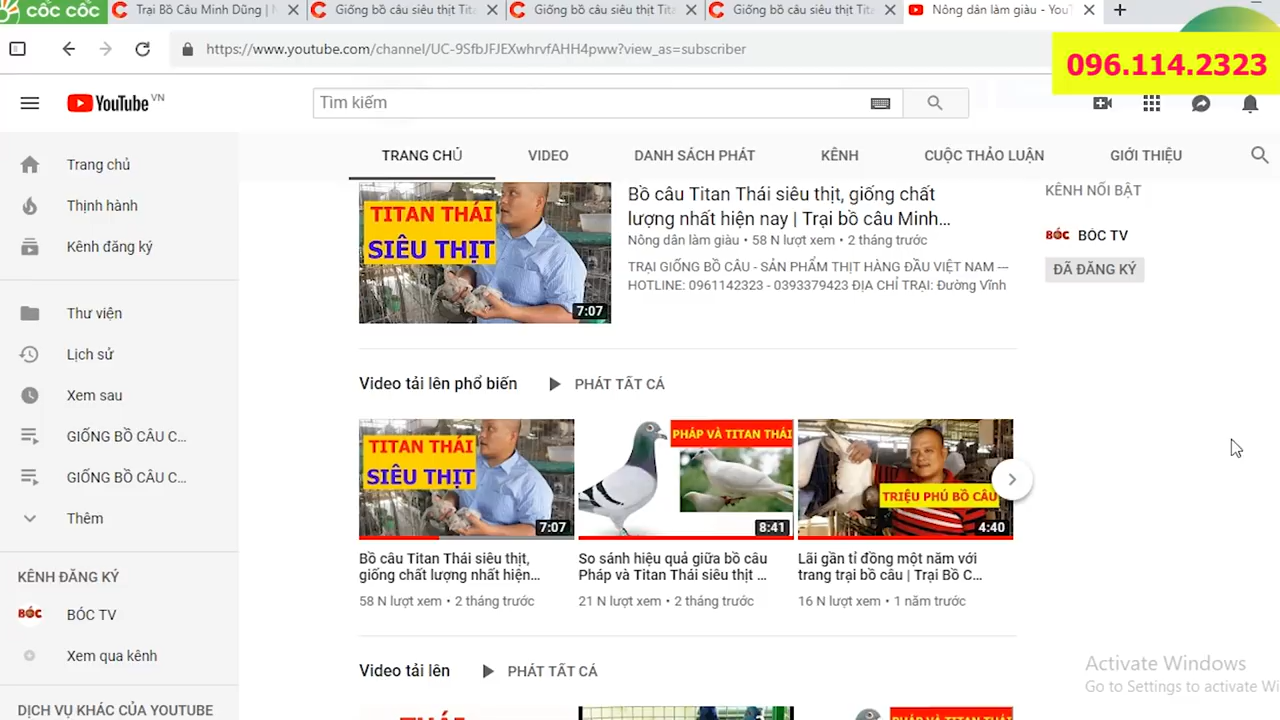 cốc cốc
Trại Bồ Câu Minh Dũng | N
Giống bồ câu siêu thịt Tita
Giống bồ câu siêu thịt Tita
Giống bồ câu siêu thịt Tita
Nông dân làm giàu - YouT
https://www.youtube.com/channel/UC-9SfbJFJEXwhrvfAHH4pww?view_as=subscriber
096.114.2323
YouTube VN
Tìm kiếm
Trang chủ
Thịnh hành
Kênh đăng ký
Thư viện
Lịch sử
Xem sau
GIỐNG BỒ CÂU C...
GIỐNG BỒ CÂU C...
Thêm
KÊNH ĐĂNG KÝ
BÓC
BÓC TV
Xem qua kênh
DỊCH VỤ KHÁC CỦA YOUTUBE
TRANG CHỦ
VIDEO
DANH SÁCH PHÁT
KÊNH
CUỘC THẢO LUẬN
GIỚI THIỆU
TITAN THÁI
SIÊU THỊT
7:07
Bồ câu Titan Thái siêu thịt, giống chất
lượng nhất hiện nay | Trại bồ câu Minh...
Nông dân làm giàu • 58 N lượt xem • 2 tháng trước
TRẠI GIỐNG BỒ CÂU - SẢN PHẨM THỊT HÀNG ĐẦU VIỆT NAM ---
HOTLINE: 0961142323 - 0393379423 ĐỊA CHỈ TRẠI: Đường Vĩnh
KÊNH NỔI BẬT
BÓC
BÓC TV
ĐÃ ĐĂNG KÝ
Video tải lên phổ biến
PHÁT TẤT CẢ
TITAN THÁI
SIÊU THỊT
7:07
PHÁP VÀ TITAN THÁI
8:41
TRIỆU PHÚ BỒ CÂU
4:40
Bồ câu Titan Thái siêu thịt,
giống chất lượng nhất hiện...
58 N lượt xem • 2 tháng trước
So sánh hiệu quả giữa bồ câu
Pháp và Titan Thái siêu thịt ...
21 N lượt xem • 2 tháng trước
Lãi gần tỉ đồng một năm với
trang trại bồ câu | Trại Bồ C...
16 N lượt xem • 1 năm trước
Video tải lên
PHÁT TẤT CẢ
PHÁP VÀ TITAN THÁI
Activate Windows
Go to Settings to activate Wi